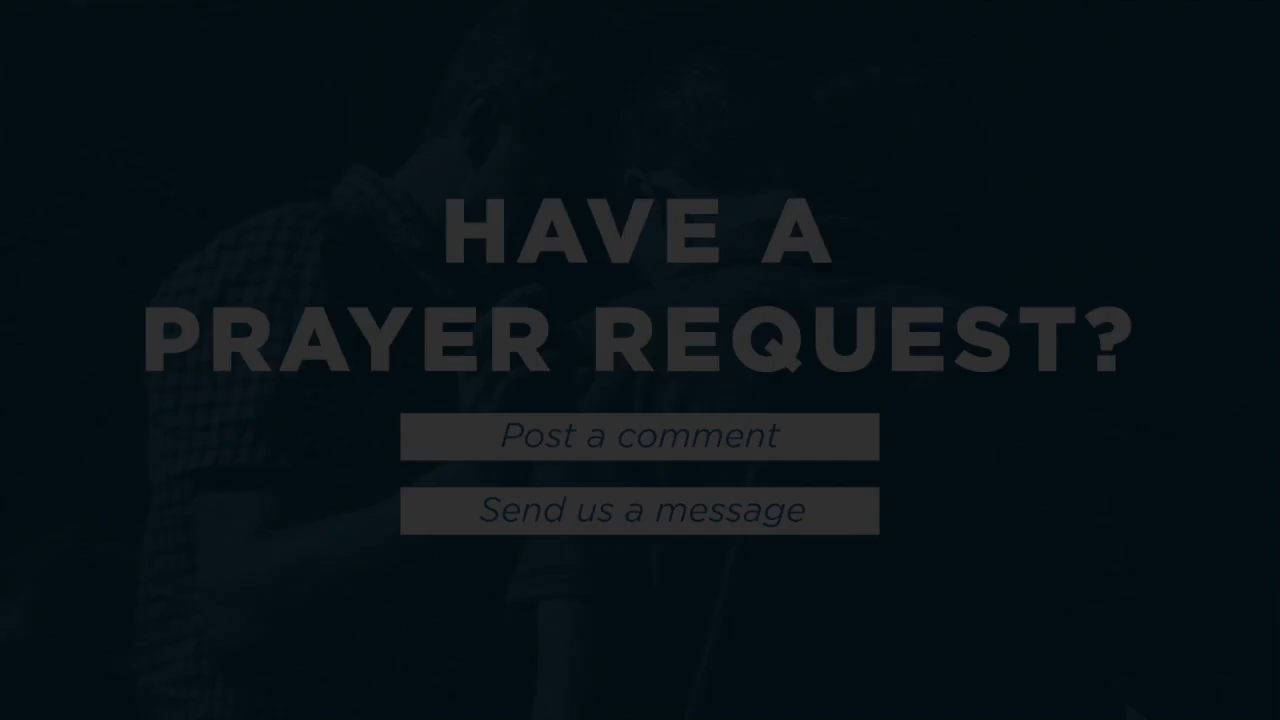 HAVE A
PRAYER REQUEST?
Post a comment
Send us a message